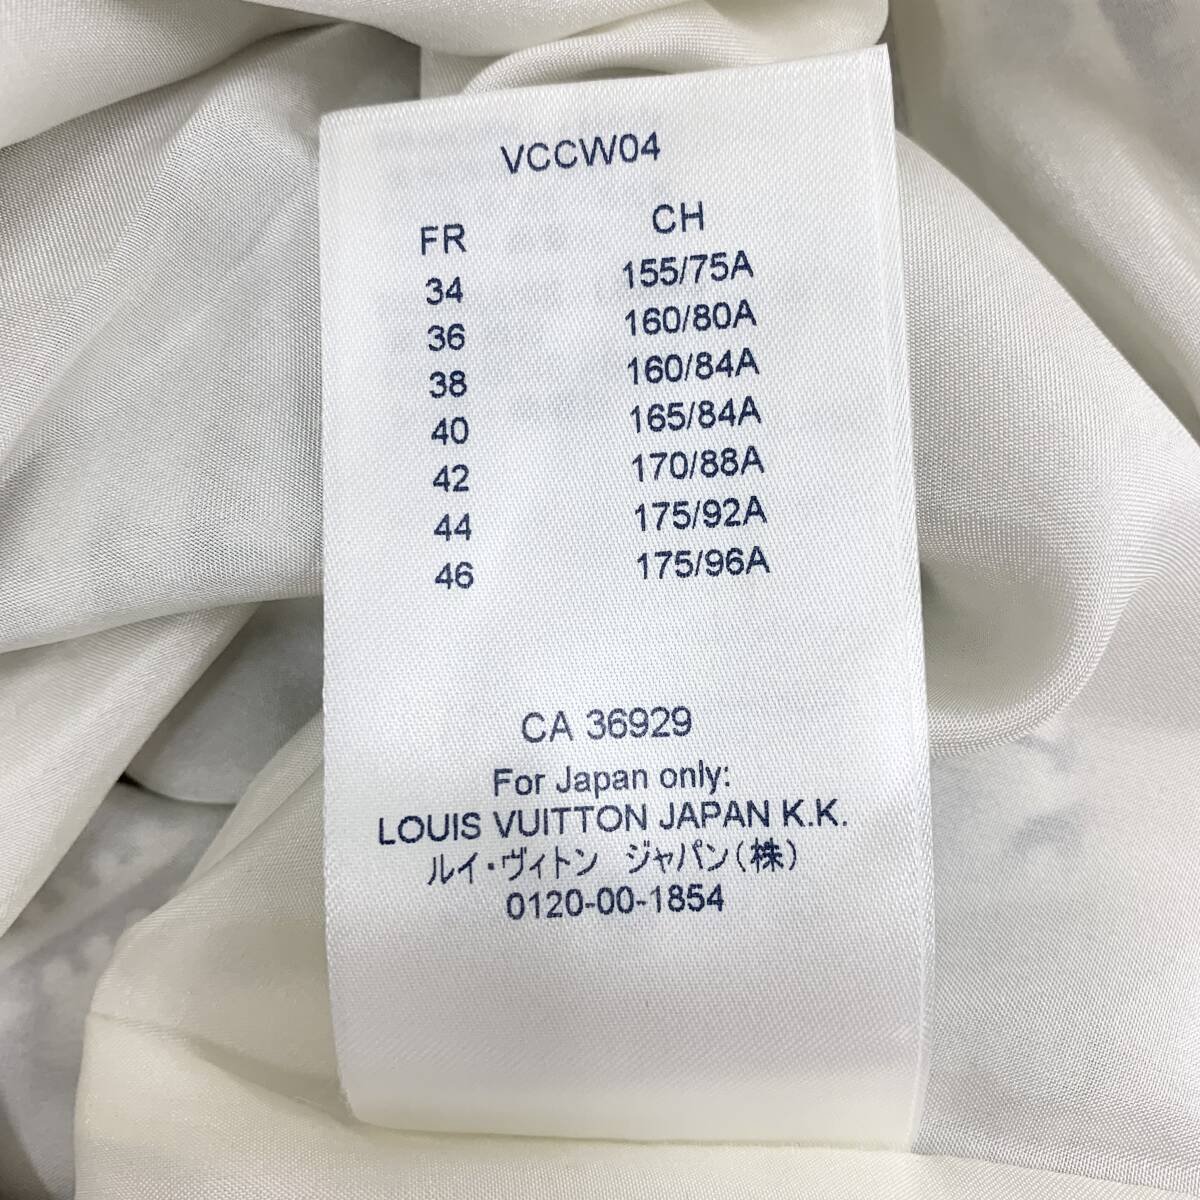 VCCW04
FR CH
34 155/75A
36 160/80A
38 160/84A
40 165/84A
42 170/88A
44 175/92A
46 175/96A
CA 36929
For Japan only:
LOUIS VUITTON JAPAN K.K.
ルイ・ヴィトン ジャパン(株)
0120-00-1854